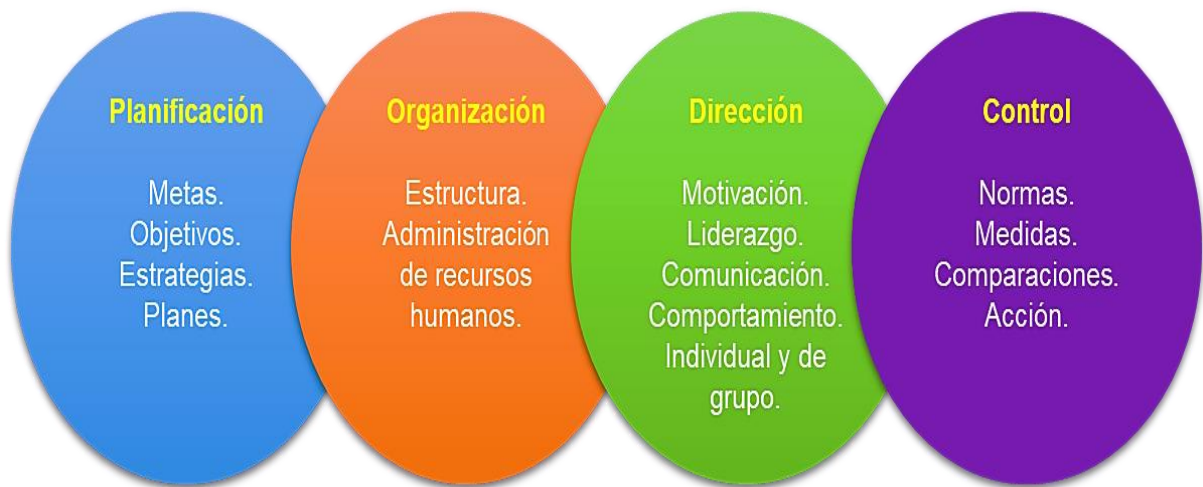 Planificación
Metas.
Objetivos.
Estrategias.
Planes.
Organización
Estructura.
Administración
de recursos
humanos.
Dirección
Motivación.
Liderazgo.
Comunicación.
Comportamiento.
Individual y de
grupo.
Control
Normas.
Medidas.
Comparaciones.
Acción.